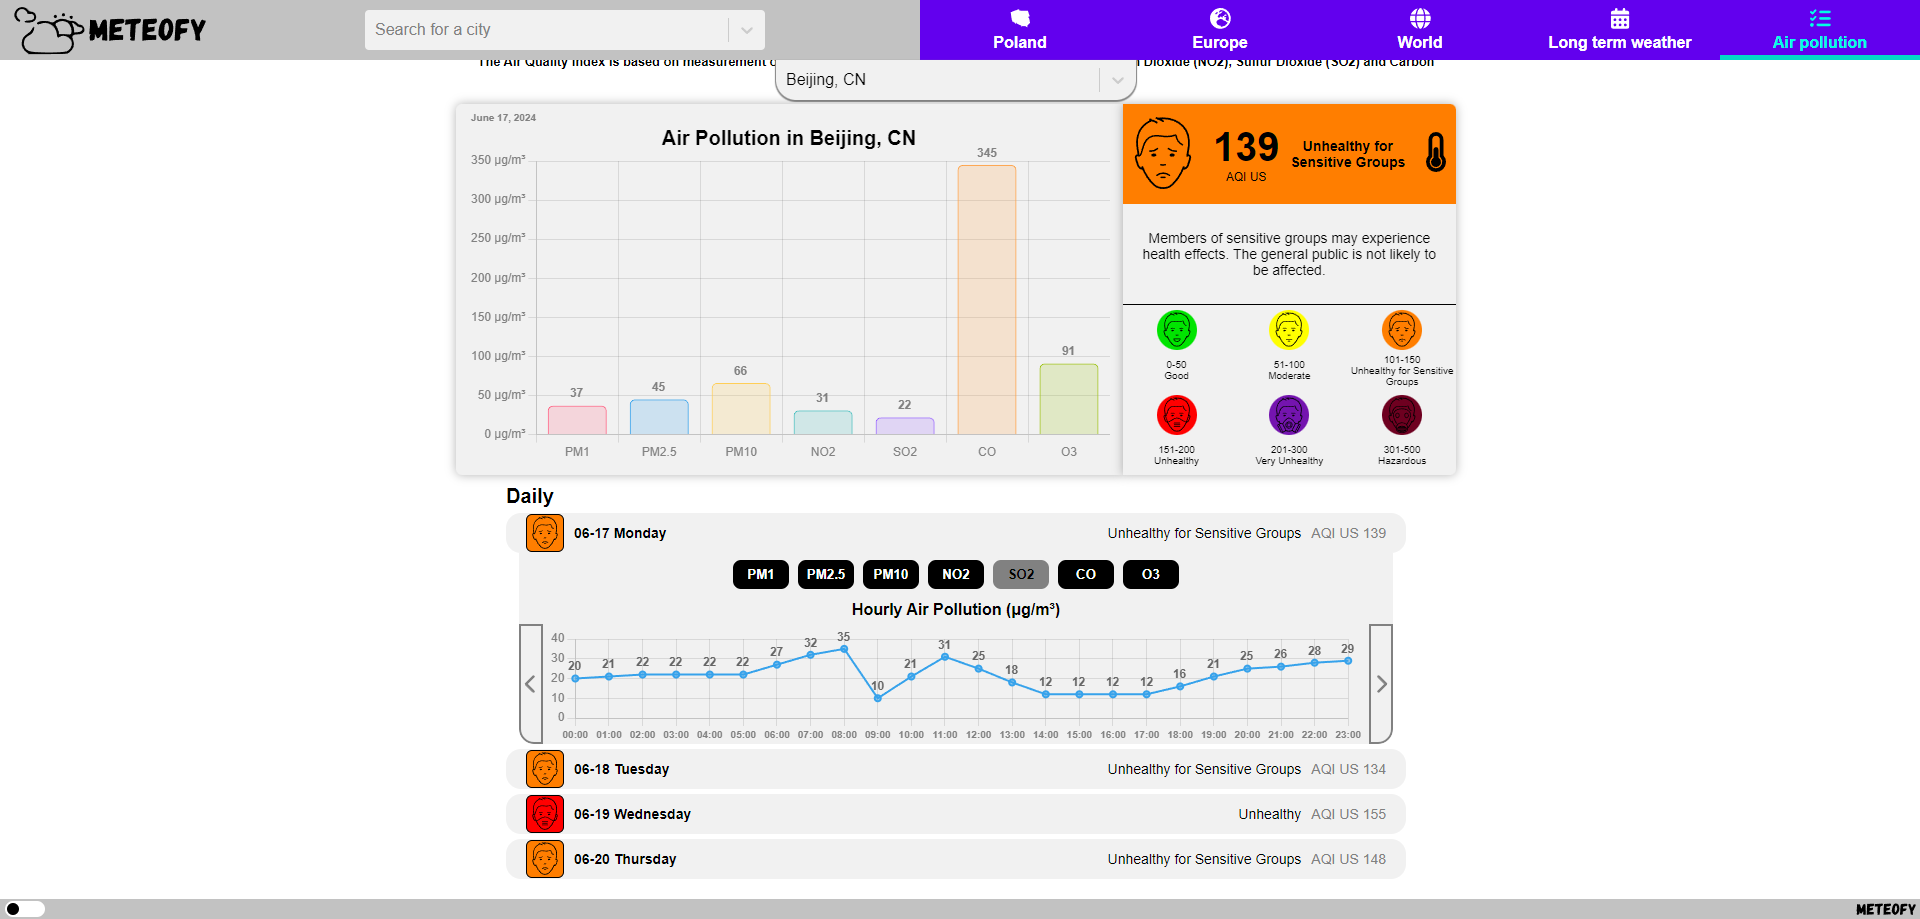 METEOFY
Search for a city
Poland
Europe
World
Long term weather
Air pollution
The Air Quality Index is based on measurement
Dioxide (NO2), Sulfur Dioxide (SO2) and Carbon
Beijing, CN
June 17, 2024
Air Pollution in Beijing, CN
350 µg/m³
300 µg/m³
250 µg/m³
200 µg/m³
150 µg/m³
100 µg/m³
50 µg/m³
0 µg/m³
37
45
66
31
22
345
91
PM1
PM2.5
PM10
NO2
SO2
CO
O3
139
AQI US
Unhealthy for
Sensitive Groups
Members of sensitive groups may experience
health effects. The general public is not likely to
be affected.
0-50
Good
51-100
Moderate
101-150
Unhealthy for Sensitive
Groups
151-200
Unhealthy
201-300
Very Unhealthy
301-500
Hazardous
Daily
06-17 Monday
Unhealthy for Sensitive Groups AQI US 139
PM1 PM2.5 PM10 NO2 SO2 CO O3
Hourly Air Pollution (µg/m³)
40
30
20
10
0
20 21 22 22 22 22 27 32 35 10 21 31 25 18 12 12 12 12 16 21 25 26 28 29
00:00 01:00 02:00 03:00 04:00 05:00 06:00 07:00 08:00 09:00 10:00 11:00 12:00 13:00 14:00 15:00 16:00 17:00 18:00 19:00 20:00 21:00 22:00 23:00
06-18 Tuesday
Unhealthy for Sensitive Groups AQI US 134
06-19 Wednesday
Unhealthy AQI US 155
06-20 Thursday
Unhealthy for Sensitive Groups AQI US 148
METEOFY